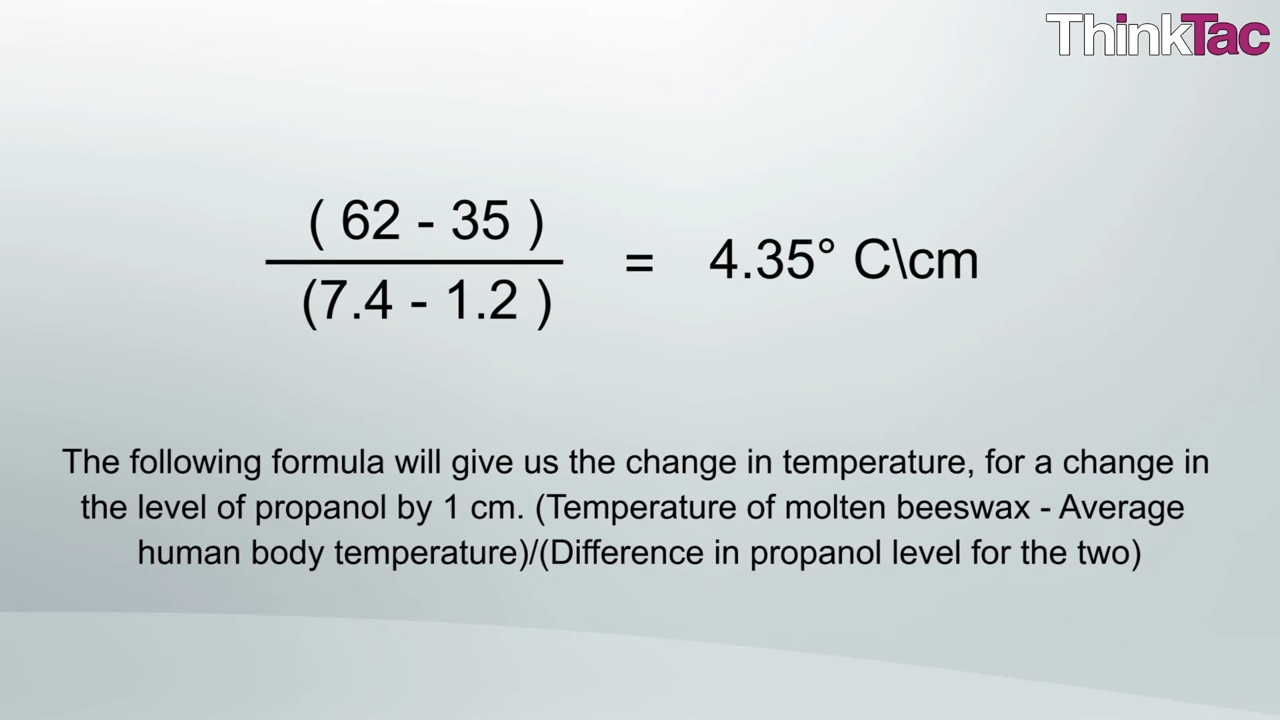 ThinkTac
( 62 - 35 )
(7.4 - 1.2 )
= 4.35° C\cm
The following formula will give us the change in temperature, for a change in
the level of propanol by 1 cm. (Temperature of molten beeswax - Average
human body temperature)/(Difference in propanol level for the two)